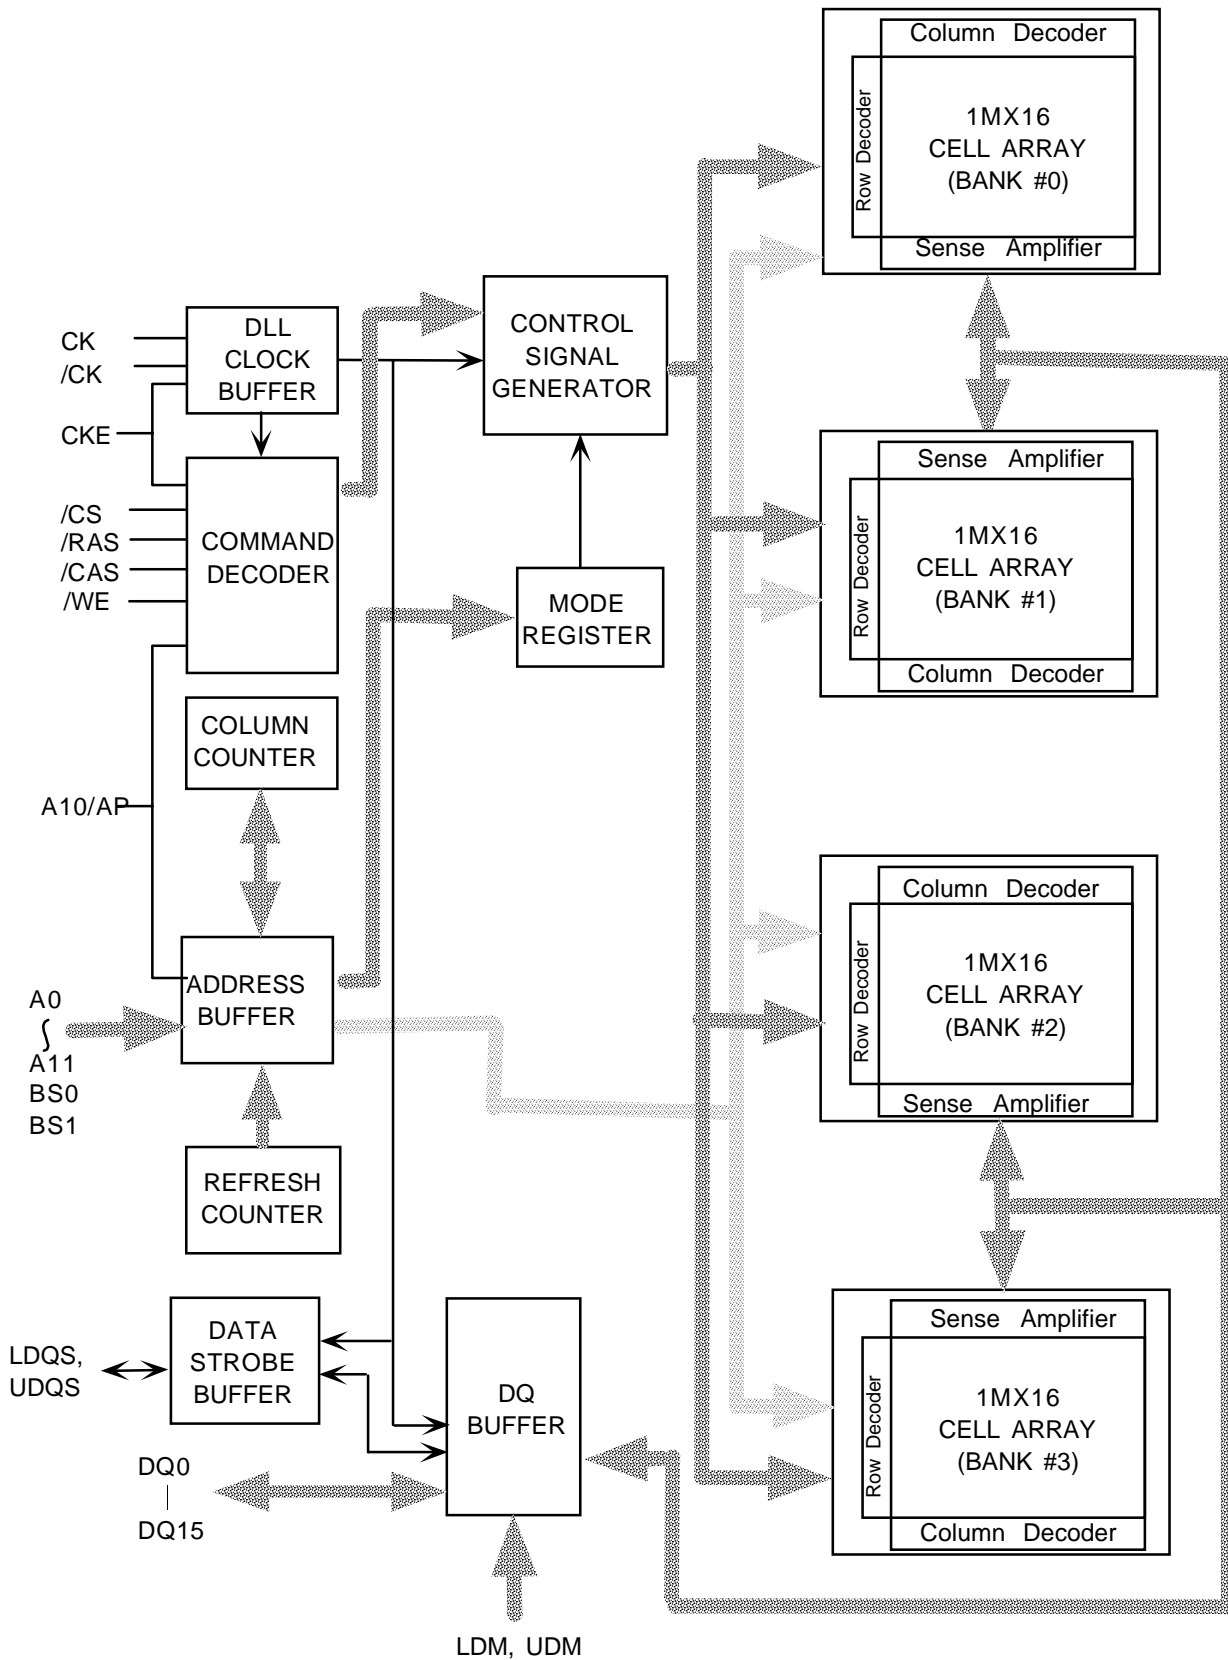 Column Decoder
Row Decoder
1MX16
CELL ARRAY
(BANK #0)
Sense Amplifier
CK
/CK
CKE
DLL
CLOCK
BUFFER
CONTROL
SIGNAL
GENERATOR
Sense Amplifier
Row Decoder
1MX16
CELL ARRAY
(BANK #1)
Column Decoder
/CS
/RAS
/CAS
/WE
COMMAND
DECODER
MODE
REGISTER
COLUMN
COUNTER
A10/AP
Column Decoder
Row Decoder
1MX16
CELL ARRAY
(BANK #2)
Sense Amplifier
ADDRESS
BUFFER
A0
A11
BS0
BS1
REFRESH
COUNTER
LDQS,
UDQS
DATA
STROBE
BUFFER
DQ
BUFFER
Sense Amplifier
Row Decoder
1MX16
CELL ARRAY
(BANK #3)
Column Decoder
DQ0
DQ15
LDM, UDM